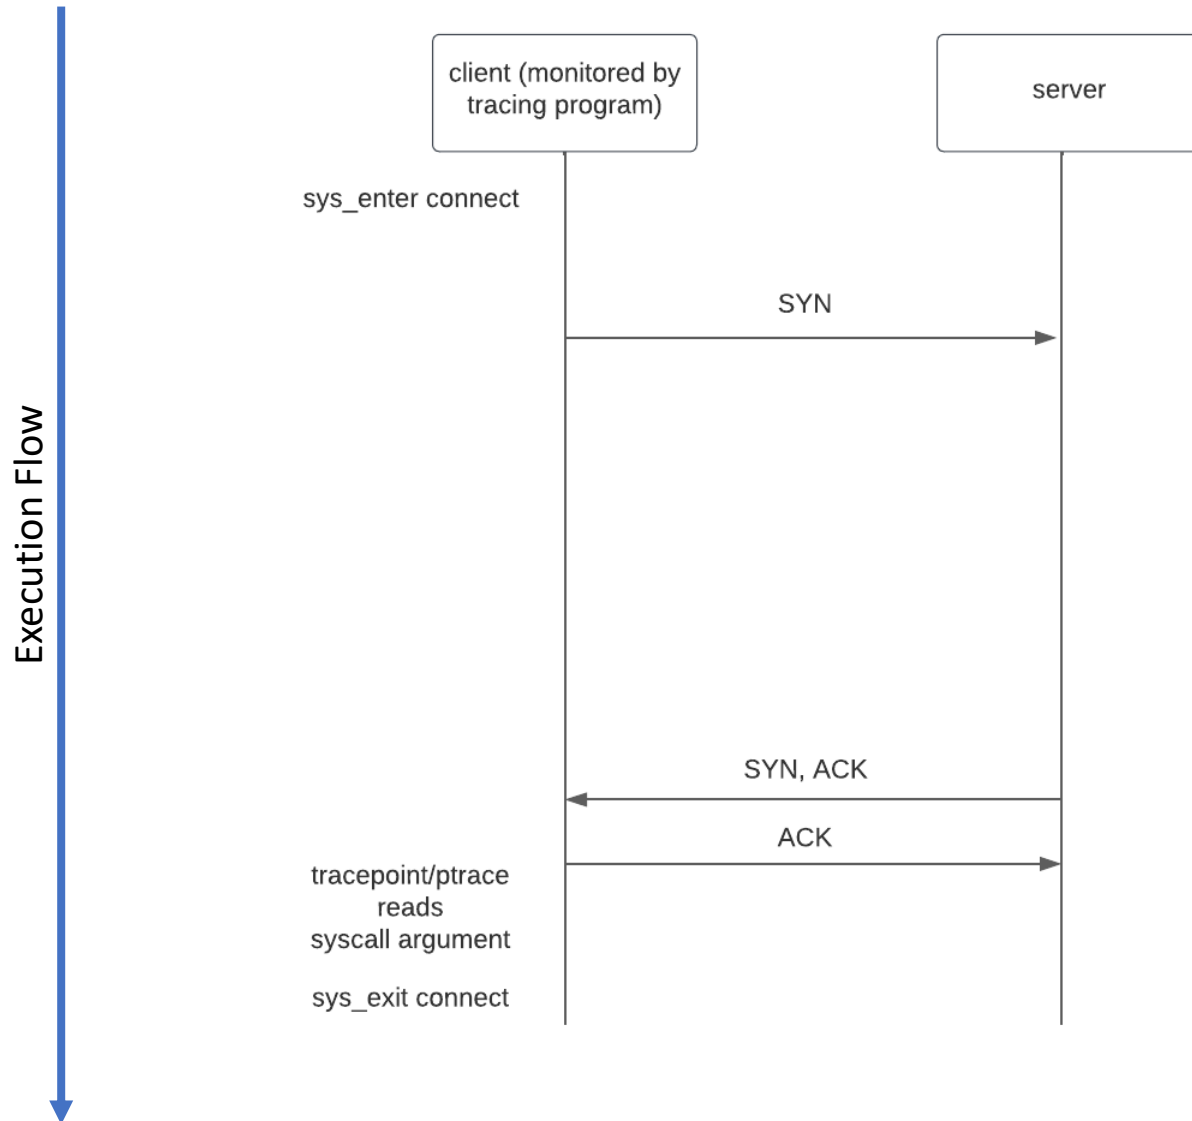 client (monitored by
tracing program)
server
sys_enter connect
SYN
Execution Flow
SYN, ACK
ACK
tracepoint/ptrace
reads
syscall argument
sys_exit connect